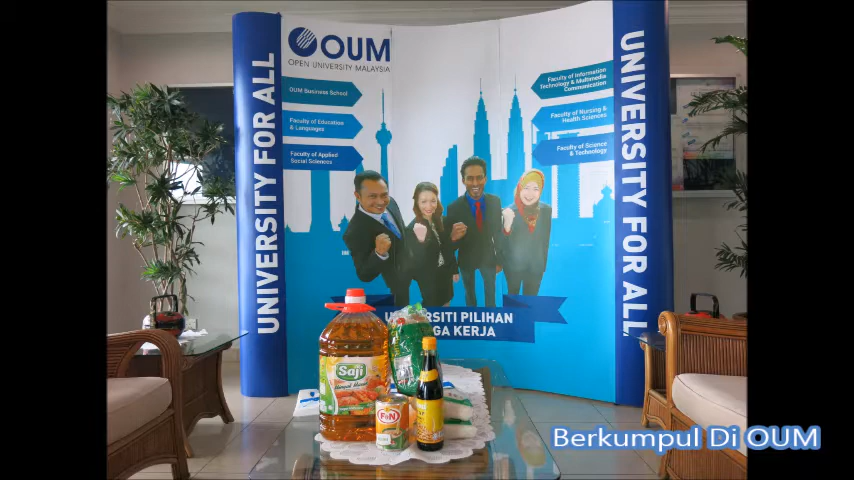 UNIVERSITY FOR ALL
OUM
OPEN UNIVERSITY MALAYSIA
OUM Business School
Faculty of Education
& Languages
Faculty of Applied
Social Sciences
Faculty of Information
Technology & Multimedia
Communication
Faculty of Nursing &
Health Sciences
Faculty of Science
& Technology
UNIVERSITY FOR ALL
SITI PILIHAN
GA KERJA
Saji
F&N
Berkumpul Di OUM